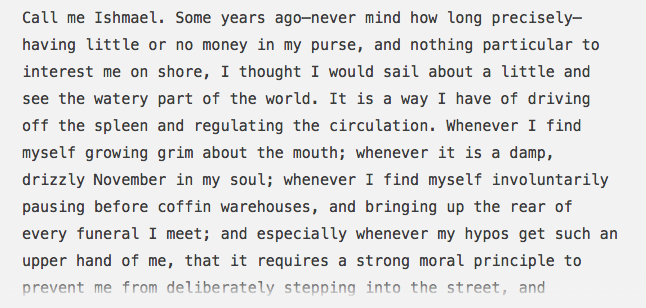 Call me Ishmael. Some years ago—never mind how long precisely—
having little or no money in my purse, and nothing particular to
interest me on shore, I thought I would sail about a little and
see the watery part of the world. It is a way I have of driving
off the spleen and regulating the circulation. Whenever I find
myself growing grim about the mouth; whenever it is a damp,
drizzly November in my soul; whenever I find myself involuntarily
pausing before coffin warehouses, and bringing up the rear of
every funeral I meet; and especially whenever my hypos get such an
upper hand of me, that it requires a strong moral principle to
prevent me from deliberately stepping into the street, and